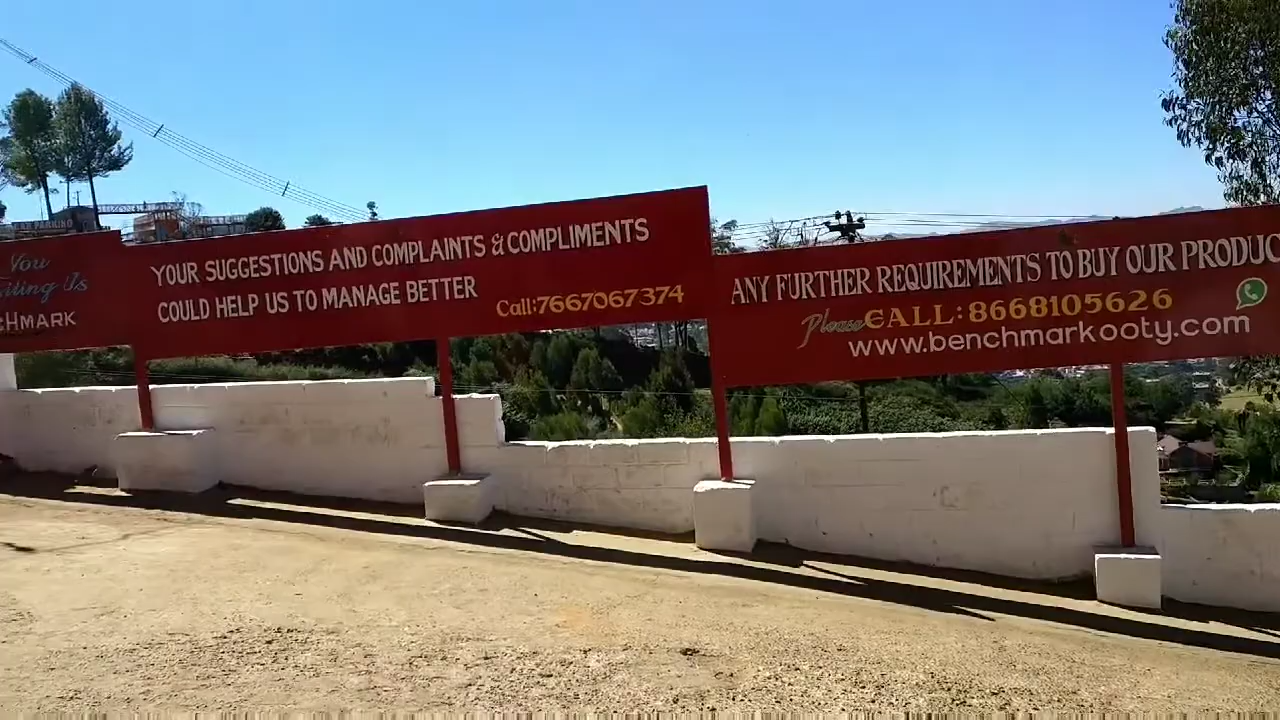 You
Us
CHMARK
YOUR SUGGESTIONS AND COMPLAINTS & COMPLIMENTS
COULD HELP US TO MANAGE BETTER
Call:7667067374
ANY FURTHER REQUIREMENTS TO BUY OUR PRODUC
Please CALL:8668105626
www.benchmarkooty.com